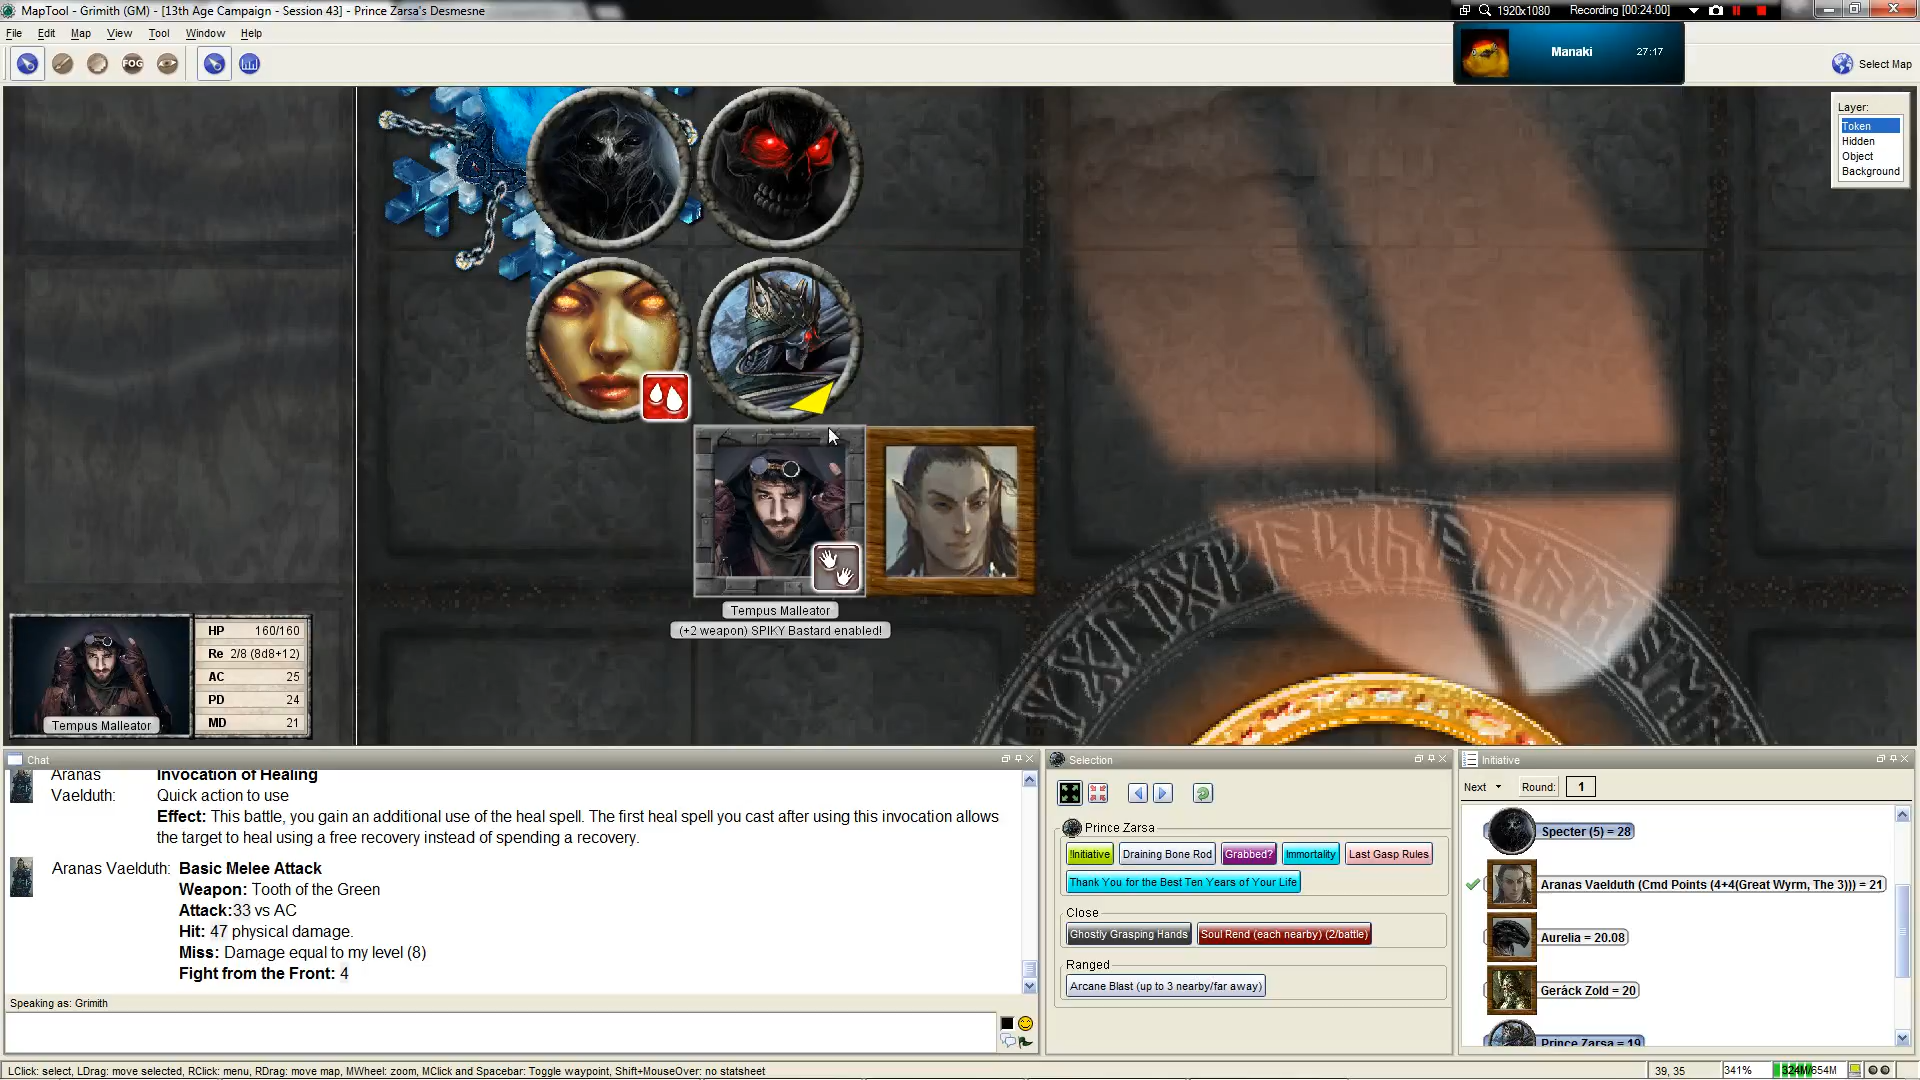 MapTool - Grimith (GM) - [13th Age Campaign - Session 43] - Prince Zarsa's Desmesne
1920x1080
Recording [00:24:00]
File Edit Map View Tool Window Help
FOG
Manaki
27:17
Select Map
Layer:
Token
Hidden
Object
Background
Tempus Malleator
(+2 weapon) SPIKY Bastard enabled!
HP 160/160
Re 2/8 (8d8+12)
AC 25
PD 24
MD 21
Tempus Malleator
Chat
Aranas Vaelduth:
Invocation of Healing
Quick action to use
Effect: This battle, you gain an additional use of the heal spell. The first heal spell you cast after using this invocation allows
the target to heal using a free recovery instead of spending a recovery.
Aranas Vaelduth: Basic Melee Attack
Weapon: Tooth of the Green
Attack:33 vs AC
Hit: 47 physical damage.
Miss: Damage equal to my level (8)
Fight from the Front: 4
Speaking as: Grimith
Selection
Prince Zarsa
!Initiative
Draining Bone Rod
Grabbed?
Immortality
Last Gasp Rules
Thank You for the Best Ten Years of Your Life
Close
Ghostly Grasping Hands
Soul Rend (each nearby) (2/battle)
Ranged
Arcane Blast (up to 3 nearby/far away)
Initiative
Next
Round: 1
Specter (5) = 28
Aranas Vaelduth (Cmd Points (4+4(Great Wyrm, The 3))) = 21
Aurelia = 20.08
Geráck Zold = 20
Prince Zarsa = 19
LClick: select, LDrag: move selected, RClick: menu, RDrag: move map, MWheel: zoom, MClick and Spacebar: Toggle waypoint, Shift+MouseOver: no statsheet
39, 35
341%
324M/654M